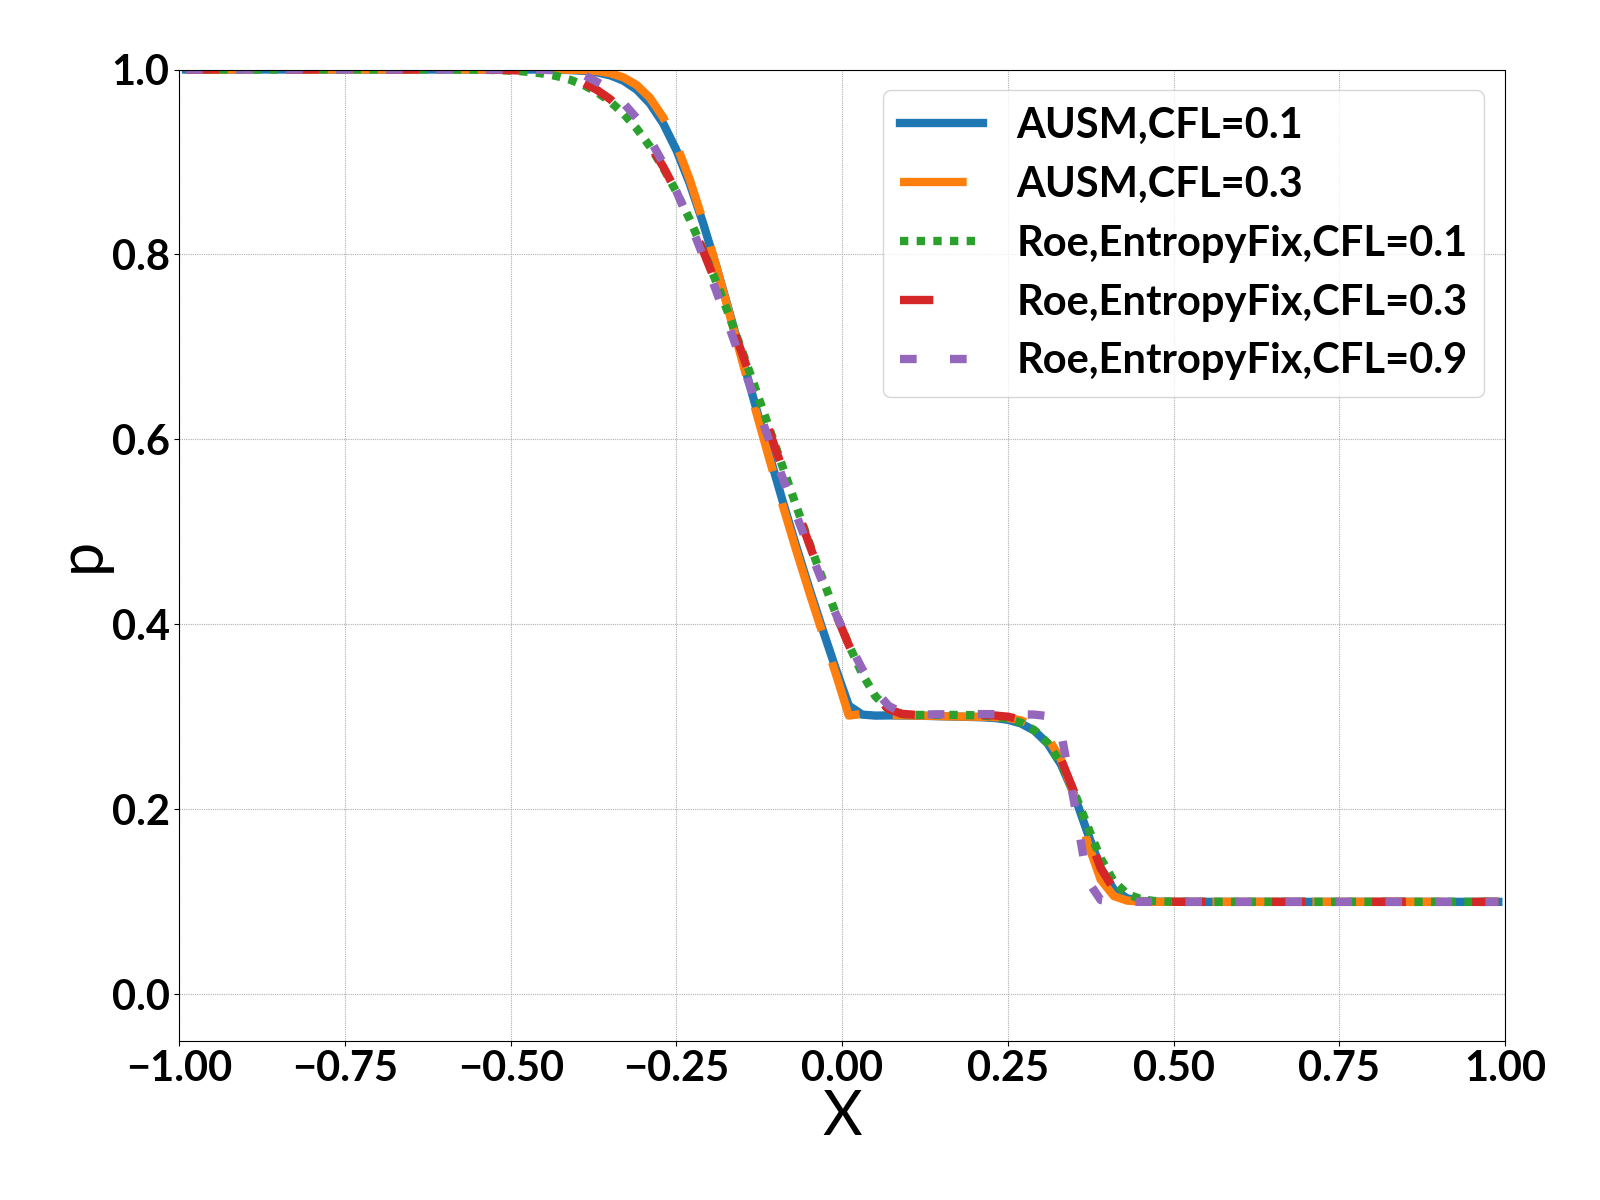 1.0
0.8
0.6
0.4
0.2
0.0
p
AUSM,CFL=0.1
AUSM,CFL=0.3
Roe,EntropyFix,CFL=0.1
Roe,EntropyFix,CFL=0.3
Roe,EntropyFix,CFL=0.9
−1.00 −0.75 −0.50 −0.25 0.00 0.25 0.50 0.75 1.00
X